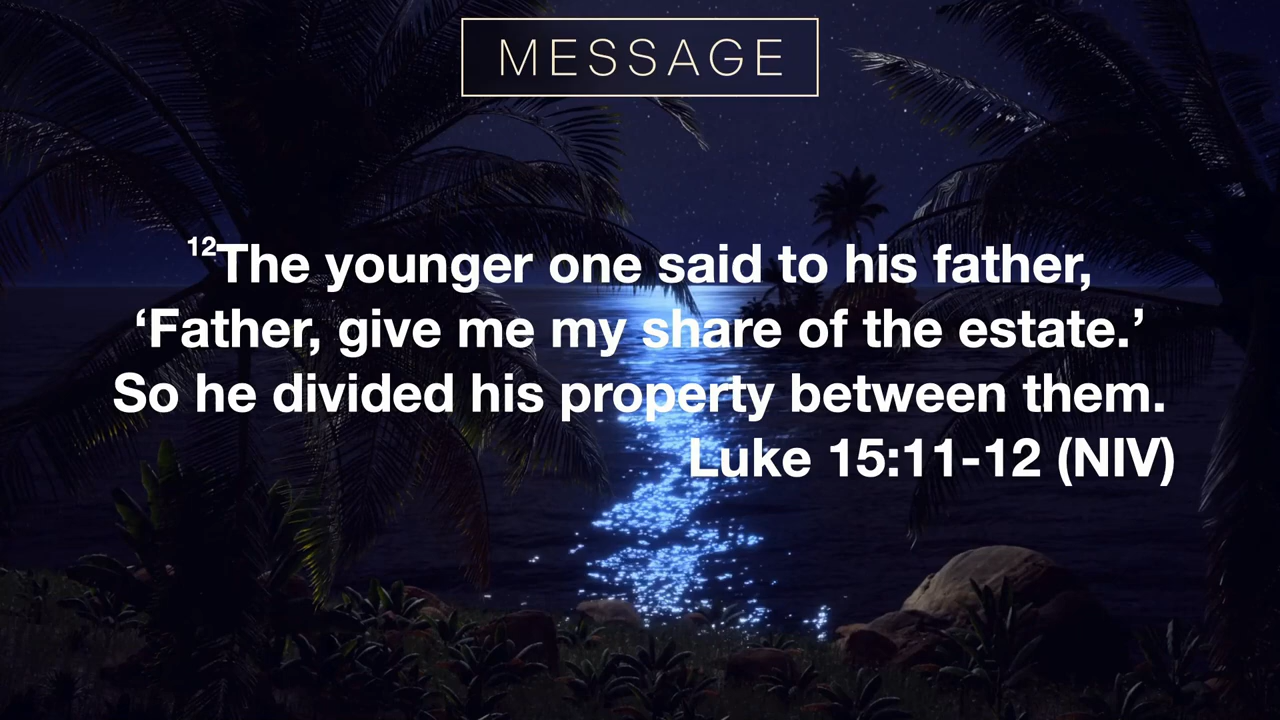 MESSAGE
¹²The younger one said to his father,
‘Father, give me my share of the estate.’
So he divided his property between them.
Luke 15:11-12 (NIV)